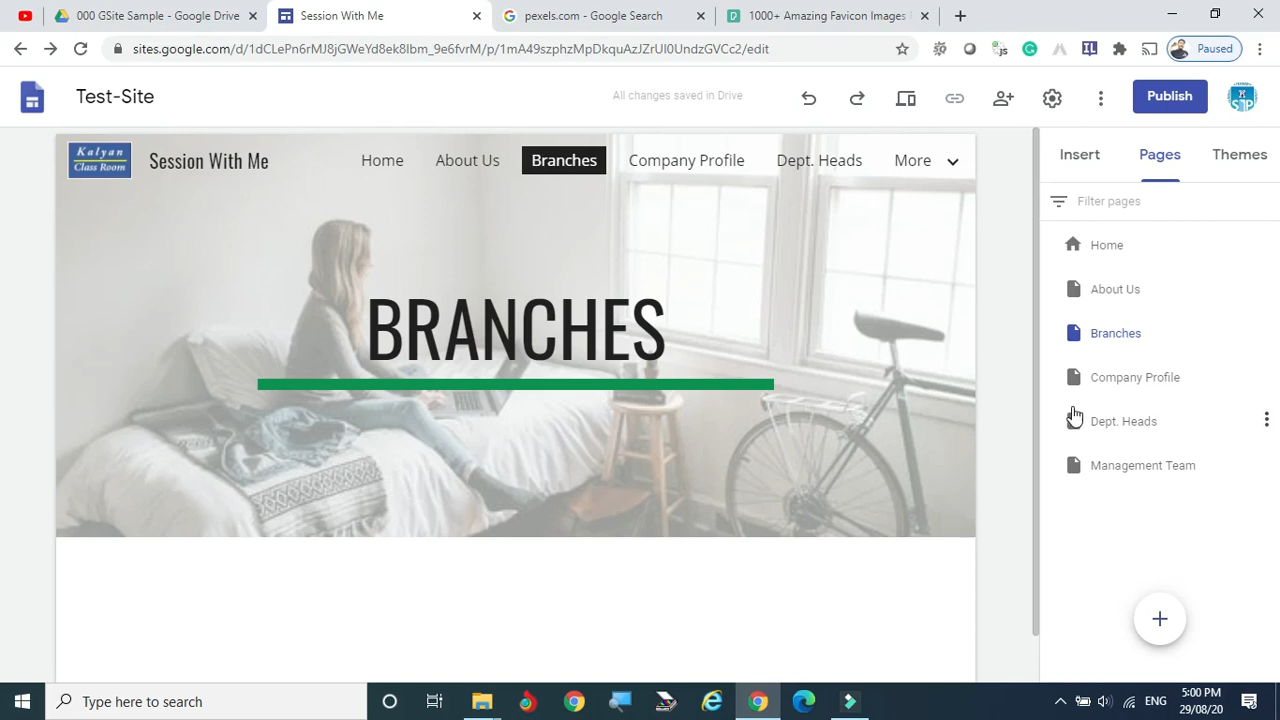 000 GSite Sample - Google Drive
Session With Me
pexels.com - Google Search
1000+ Amazing Favicon Images
sites.google.com/d/1dCLePn6rMJ8jGWeYd8ek8Ibm_9e6fvrM/p/1mA49szphzMpDkquAzJZrUl0UndzGVCc2/edit
Paused
Test-Site
All changes saved in Drive
Publish
Kalyan
Class Room
Session With Me
Home
About Us
Branches
Company Profile
Dept. Heads
More
BRANCHES
Insert
Pages
Themes
Filter pages
Home
About Us
Branches
Company Profile
Dept. Heads
Management Team
Type here to search
ENG
5:00 PM
29/08/20